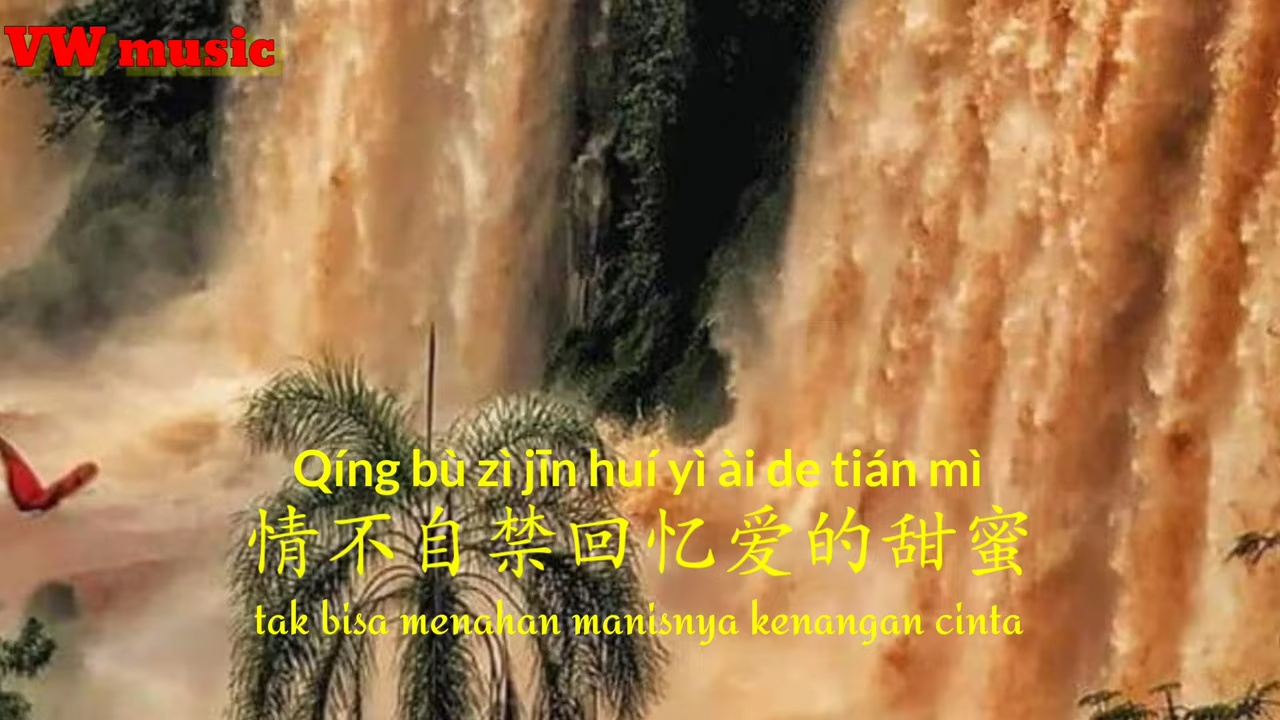 VW music
Qíng bù zì jīn huí yì ài de tián mì
情不自禁回忆爱的甜蜜
tak bisa menahan manisnya kenangan cinta